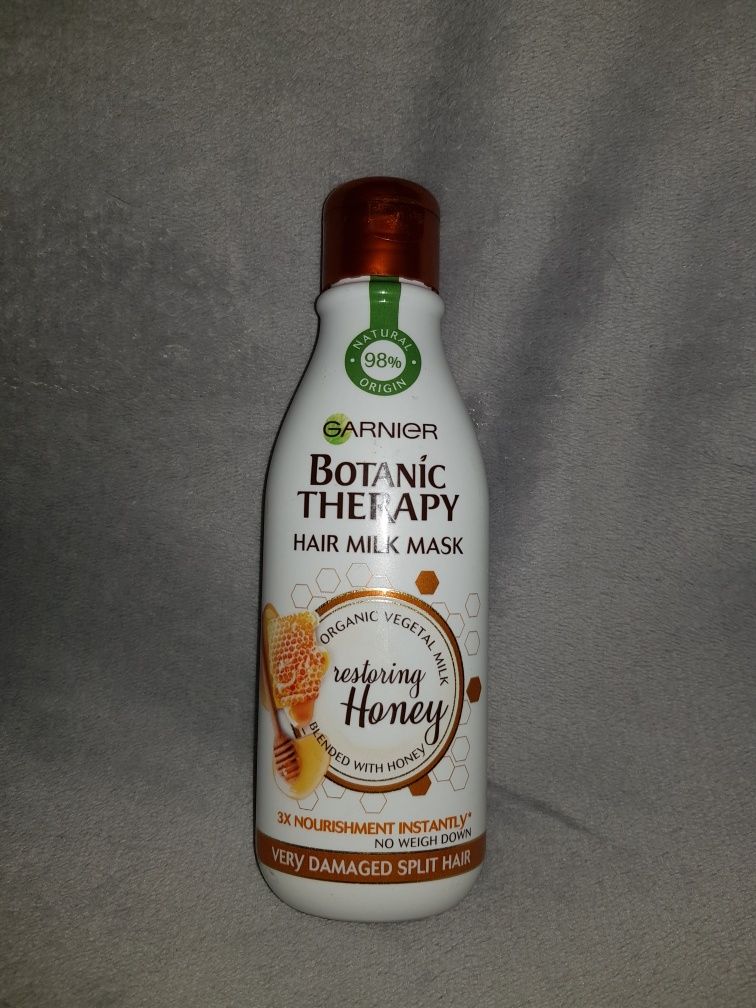 NATURAL
98%
ORIGIN
GARNIER
BOTANIC
THERAPY
HAIR MILK MASK
ORGANIC VEGETAL MILK
restoring
Honey
BLENDED WITH HONEY
3X NOURISHMENT INSTANTLY*
NO WEIGH DOWN
VERY DAMAGED SPLIT HAIR